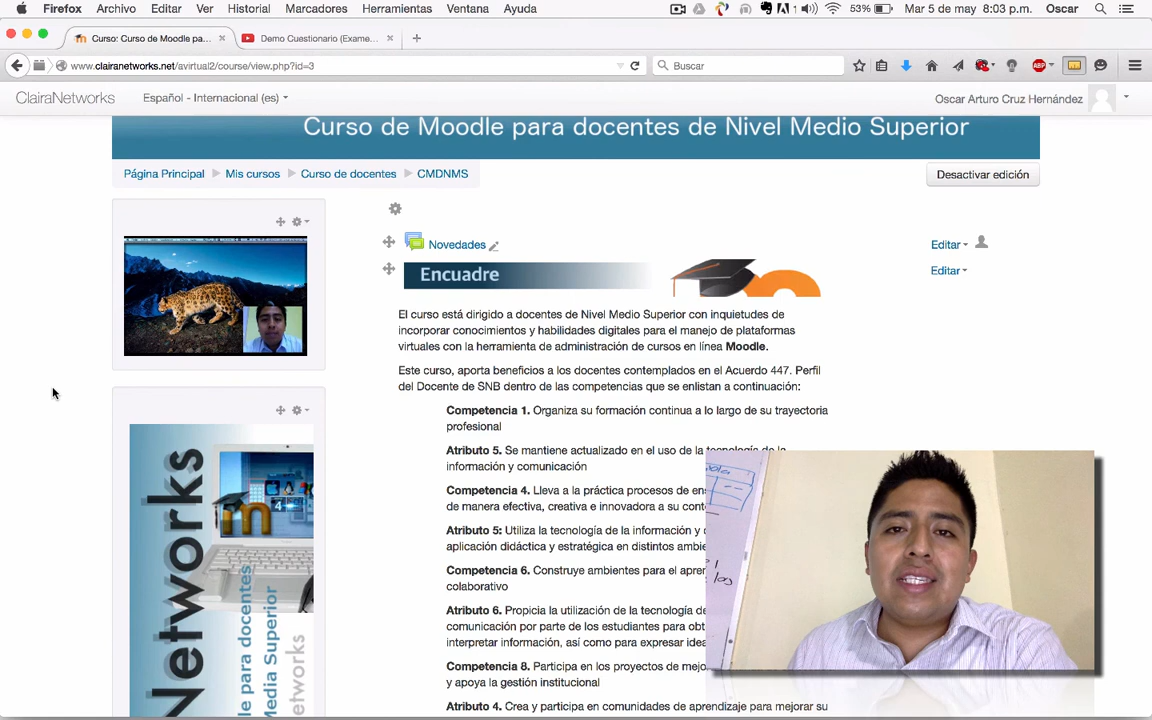 Firefox Archivo Editar Ver Historial Marcadores Herramientas Ventana Ayuda 1 53% Mar 5 de may 8:03 p.m. Oscar
Curso: Curso de Moodle pa... Demo Cuestionario (Exame...
www.clairanetworks.net/avirtual2/course/view.php?id=3 Buscar ABP
ClairaNetworks Español - Internacional (es) Oscar Arturo Cruz Hernández
Curso de Moodle para docentes de Nivel Medio Superior
Página Principal Mis cursos Curso de docentes CMDNMS Desactivar edición
Novedades Editar
Encuadre Editar
El curso está dirigido a docentes de Nivel Medio Superior con inquietudes de
incorporar conocimientos y habilidades digitales para el manejo de plataformas
virtuales con la herramienta de administración de cursos en línea Moodle.
Este curso, aporta beneficios a los docentes contemplados en el Acuerdo 447. Perfil
del Docente de SNB dentro de las competencias que se enlistan a continuación:
Competencia 1. Organiza su formación continua a lo largo de su trayectoria
profesional
Atributo 5. Se mantiene actualizado en el uso de la tecnología de la
información y comunicación
Competencia 4. Lleva a la práctica procesos de en
de manera efectiva, creativa e innovadora a su
Atributo 5: Utiliza la tecnología de la información y
aplicación didáctica y estratégica en distintos
Competencia 6. Construye ambientes para el
colaborativo
Atributo 6. Propicia la utilización de la tecnología
comunicación por parte de los estudiantes para
interpretar información, así como para expresar
Competencia 8. Participa en los proyectos de
y apoya la gestión institucional
Atributo 4. Crea y participa en comunidades de aprendizaje para mejorar su
Networks
le para docentes
Media Superior
etworks
los